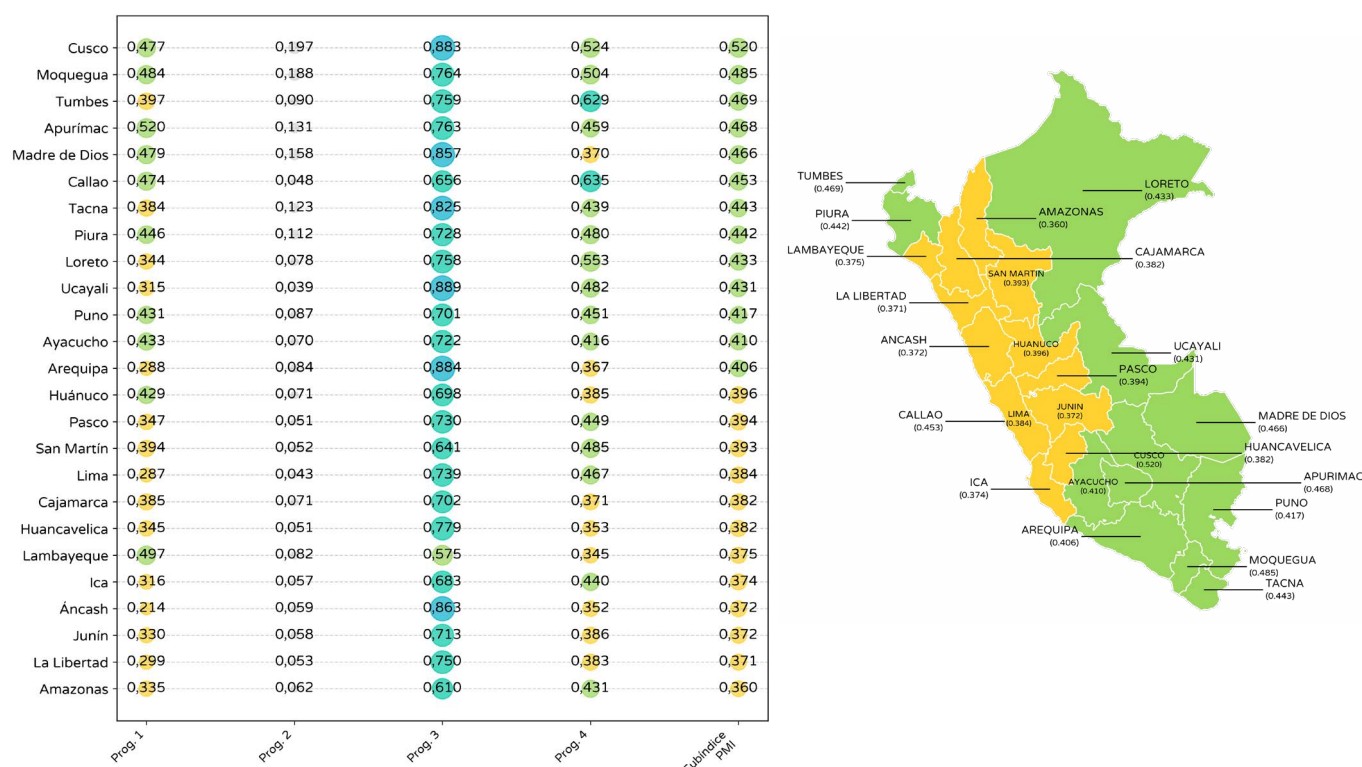 Cusco 0,477 0,197 0,883 0,524 0,520
Moquegua 0,484 0,188 0,764 0,504 0,485
Tumbes 0,397 0,090 0,759 0,629 0,469
Apurímac 0,520 0,131 0,763 0,459 0,468
Madre de Dios 0,479 0,158 0,857 0,370 0,466
Callao 0,474 0,048 0,656 0,635 0,453
Tacna 0,384 0,123 0,825 0,439 0,443
Piura 0,446 0,112 0,728 0,480 0,442
Loreto 0,344 0,078 0,758 0,553 0,433
Ucayali 0,315 0,039 0,889 0,482 0,431
Puno 0,431 0,087 0,701 0,451 0,417
Ayacucho 0,433 0,070 0,722 0,416 0,410
Arequipa 0,288 0,084 0,884 0,367 0,406
Huánuco 0,429 0,071 0,698 0,385 0,396
Pasco 0,347 0,051 0,730 0,449 0,394
San Martín 0,394 0,052 0,641 0,485 0,393
Lima 0,287 0,043 0,739 0,467 0,384
Cajamarca 0,385 0,071 0,702 0,371 0,382
Huancavelica 0,345 0,051 0,779 0,353 0,382
Lambayeque 0,497 0,082 0,575 0,345 0,375
Ica 0,316 0,057 0,683 0,440 0,374
Áncash 0,214 0,059 0,863 0,352 0,372
Junín 0,330 0,058 0,713 0,386 0,372
La Libertad 0,299 0,053 0,750 0,383 0,371
Amazonas 0,335 0,062 0,610 0,431 0,360
Prog. 1
Prog. 2
Prog. 3
Prog. 4
Subíndice
PMI
TUMBES
(0.469)
LORETO
(0.433)
PIURA
(0.442)
AMAZONAS
(0.360)
LAMBAYEQUE
(0.375)
CAJAMARCA
(0.382)
SAN MARTIN
(0.393)
LA LIBERTAD
(0.371)
ANCASH
(0.372)
HUANUCO
(0.396)
UCAYALI
(0.431)
PASCO
(0.394)
CALLAO
(0.453)
LIMA
(0.384)
JUNIN
(0.372)
MADRE DE DIOS
(0.466)
HUANCAVELICA
(0.382)
CUSCO
(0.520)
ICA
(0.374)
AYACUCHO
(0.410)
APURIMAC
(0.468)
PUNO
(0.417)
AREQUIPA
(0.406)
MOQUEGUA
(0.485)
TACNA
(0.443)